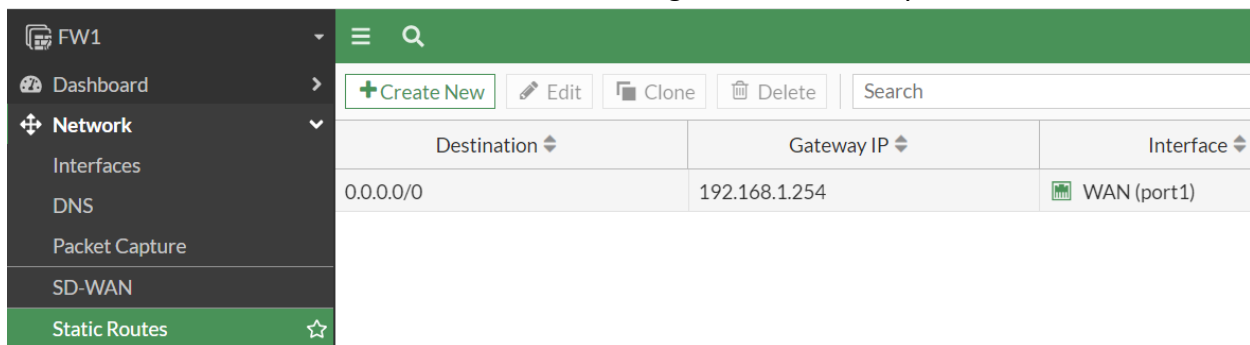 FW1
Dashboard
Network
Interfaces
DNS
Packet Capture
SD-WAN
Static Routes
Create New Edit Clone Delete Search
Destination Gateway IP Interface
0.0.0.0/0 192.168.1.254 WAN (port1)